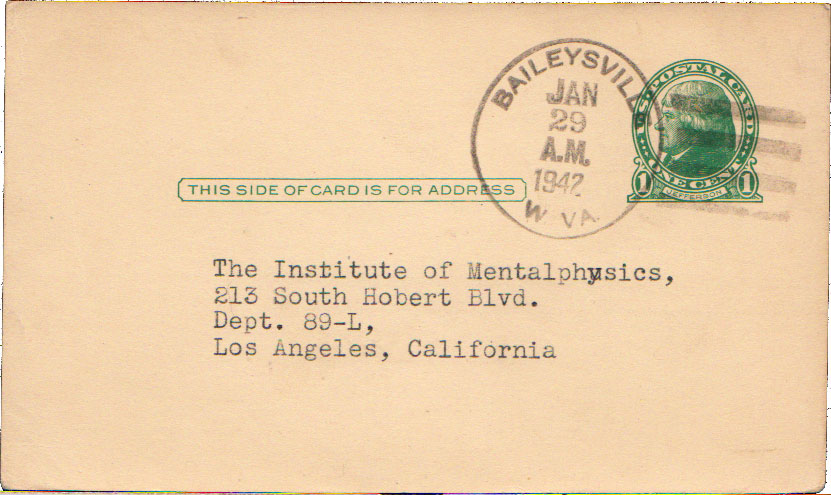 BAILEYSVILLE
JAN
29
A.M.
1942
W VA
U.S. POSTAL CARD
ONE CENT
1 1
JEFFERSON
THIS SIDE OF CARD IS FOR ADDRESS
The Institute of Mentalphysics,
213 South Hobert Blvd.
Dept. 89-L,
Los Angeles, California